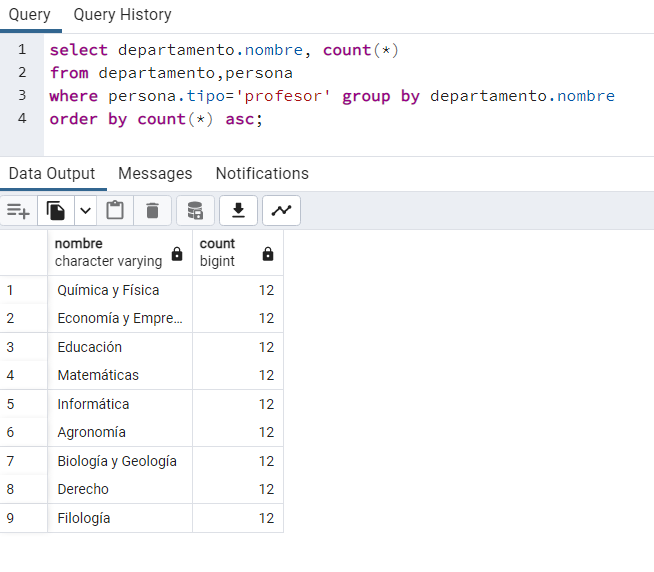 Query Query History
1 select departamento.nombre, count(*)
2 from departamento,persona
3 where persona.tipo='profesor' group by departamento.nombre
4 order by count(*) asc;
Data Output Messages Notifications
nombre count
character varying bigint
1 Química y Física 12
2 Economía y Empre... 12
3 Educación 12
4 Matemáticas 12
5 Informática 12
6 Agronomía 12
7 Biología y Geología 12
8 Derecho 12
9 Filología 12